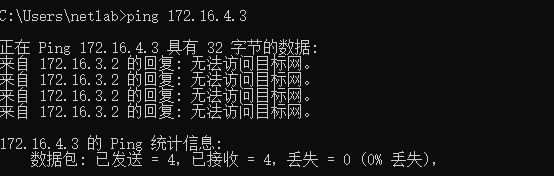 C:\Users\netlab>ping 172.16.4.3
正在 Ping 172.16.4.3 具有 32 字节的数据:
来自 172.16.3.2 的回复: 无法访问目标网。
来自 172.16.3.2 的回复: 无法访问目标网。
来自 172.16.3.2 的回复: 无法访问目标网。
来自 172.16.3.2 的回复: 无法访问目标网。
172.16.4.3 的 Ping 统计信息:
数据包: 已发送 = 4, 已接收 = 4, 丢失 = 0 (0% 丢失),